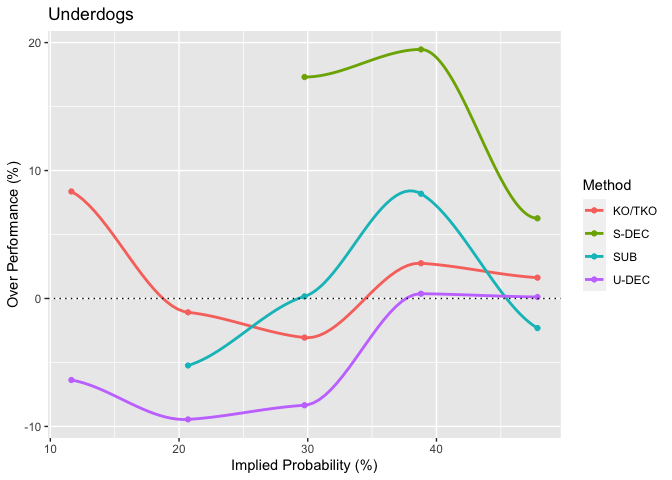 Underdogs
Over Performance (%)
20
10
0
-10
10
20
30
40
Implied Probability (%)
Method
KO/TKO
S-DEC
SUB
U-DEC